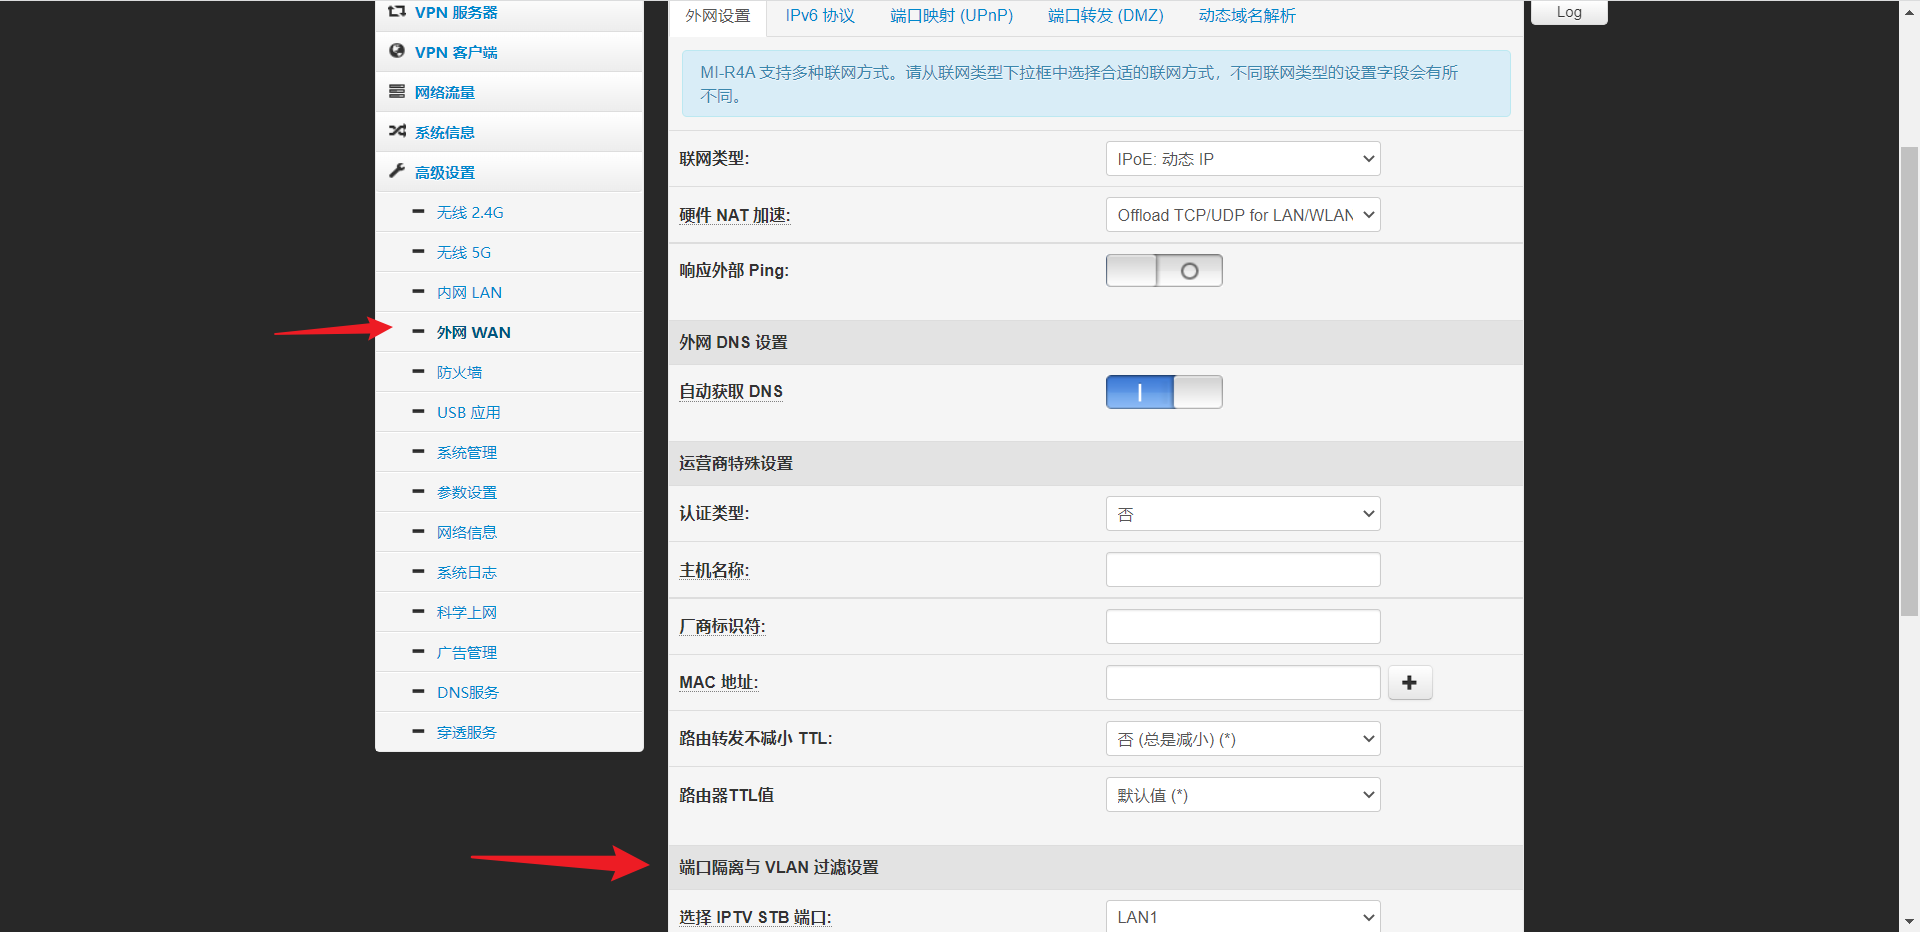 VPN 服务器
VPN 客户端
网络流量
系统信息
高级设置
无线 2.4G
无线 5G
内网 LAN
外网 WAN
防火墙
USB 应用
系统管理
参数设置
网络信息
系统日志
科学上网
广告管理
DNS服务
穿透服务
外网设置 IPv6 协议 端口映射 (UPnP) 端口转发 (DMZ) 动态域名解析
MI-R4A 支持多种联网方式。请从联网类型下拉框中选择合适的联网方式，不同联网类型的设置字段会有所
不同。
联网类型: IPoE: 动态 IP
硬件 NAT 加速: Offload TCP/UDP for LAN/WLAN
响应外部 Ping:
外网 DNS 设置
自动获取 DNS
运营商特殊设置
认证类型: 否
主机名称:
厂商标识符:
MAC 地址:
路由转发不减小 TTL: 否 (总是减小) (*)
路由器TTL值 默认值 (*)
端口隔离与 VLAN 过滤设置
选择 IPTV STB 端口: LAN1
Log